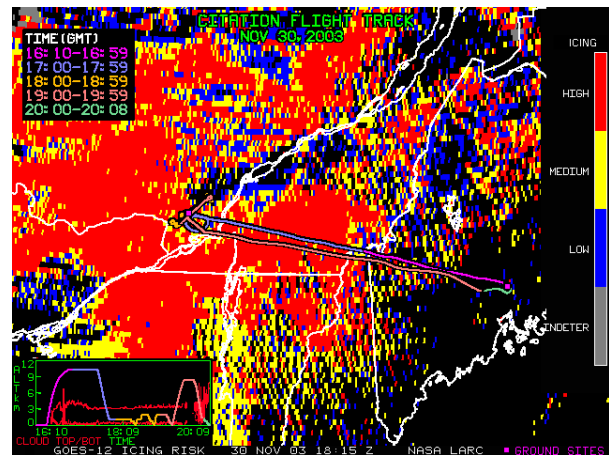 CITATION FLIGHT TRACK
NOV 30, 2003
TIME(GMT)
16:10-16:59
17:00-17:59
18:00-18:59
19:00-19:59
20:00-20:08
ICING
HIGH
MEDIUM
LOW
INDETER
ALT km
12
9
6
3
0
16:10 18:09 20:09
CLOUD TOP/BOT TIME
GOES-12 ICING RISK 30 NOV 03 18:15 Z NASA LARC GROUND SITES